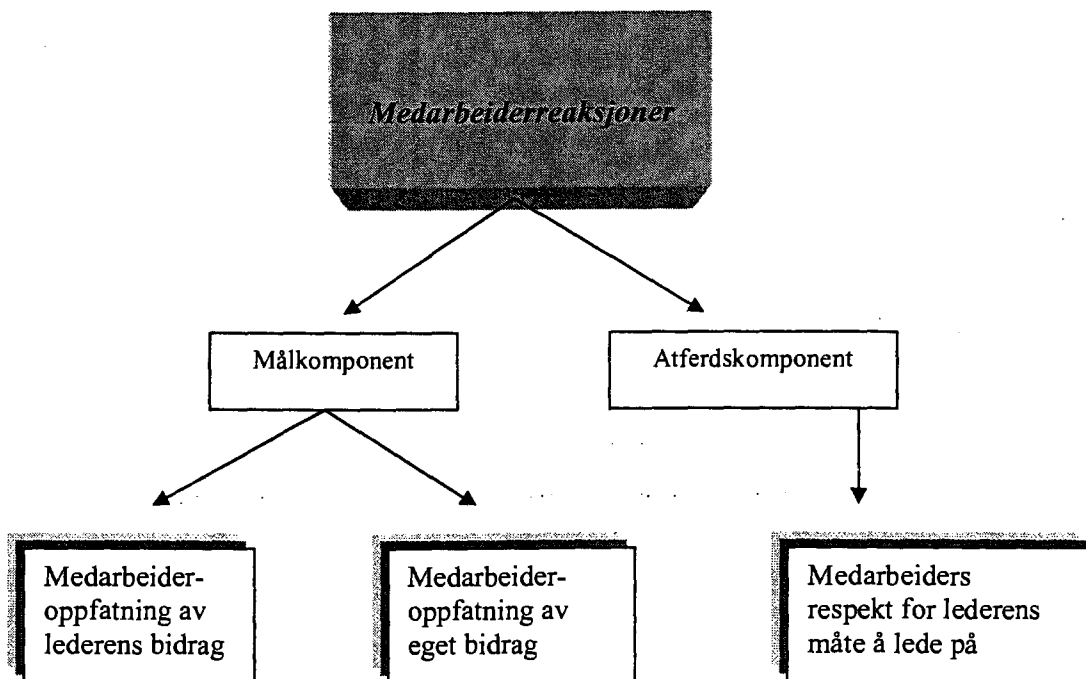 Medarbeiderreaksjoner
Målkomponent
Atferdskomponent
Medarbeider-
oppfatning av
lederens bidrag
Medarbeider-
oppfatning av
eget bidrag
Medarbeiders
respekt for lederens
måte å lede på